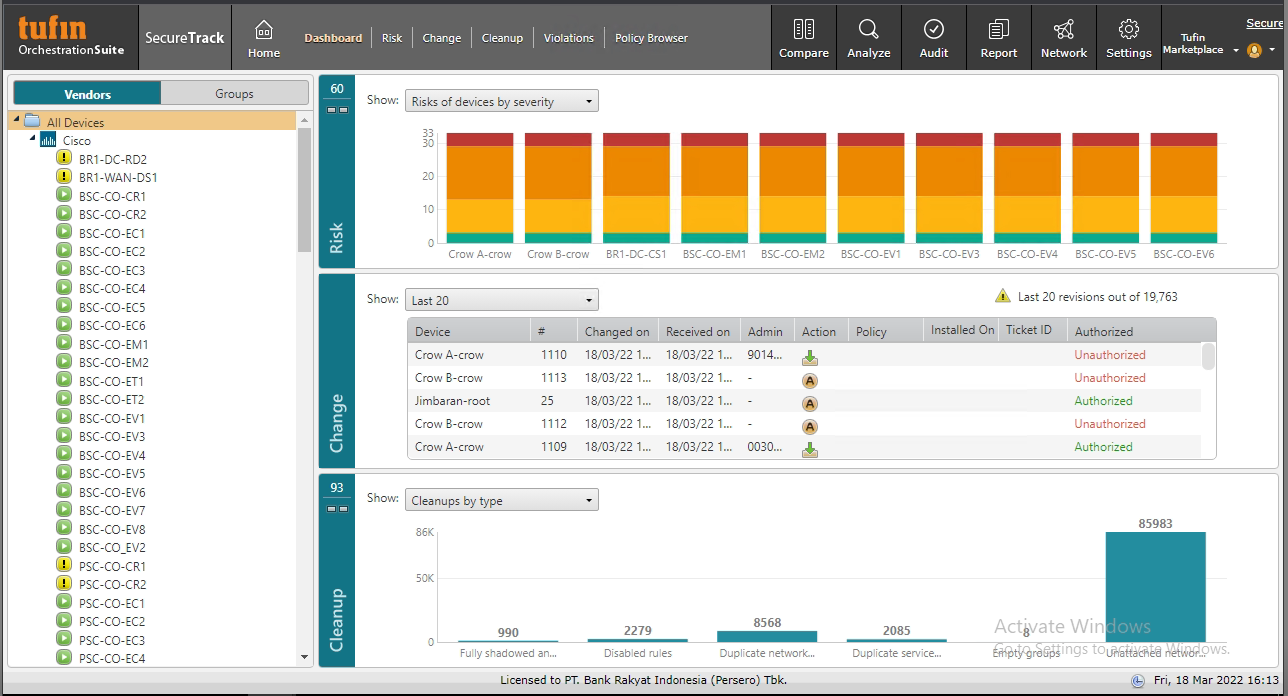 tufin
OrchestrationSuite
SecureTrack
Home
Dashboard Risk Change Cleanup Violations Policy Browser
Compare Analyze Audit Report Network Settings
Tufin
Marketplace
Secure
Vendors Groups
All Devices
Cisco
BR1-DC-RD2
BR1-WAN-DS1
BSC-CO-CR1
BSC-CO-CR2
BSC-CO-EC1
BSC-CO-EC2
BSC-CO-EC3
BSC-CO-EC4
BSC-CO-EC5
BSC-CO-EC6
BSC-CO-EM1
BSC-CO-EM2
BSC-CO-ET1
BSC-CO-ET2
BSC-CO-EV1
BSC-CO-EV3
BSC-CO-EV4
BSC-CO-EV5
BSC-CO-EV6
BSC-CO-EV7
BSC-CO-EV8
BSC-CO_EV2
PSC-CO-CR1
PSC-CO-CR2
PSC-CO-EC1
PSC-CO-EC2
PSC-CO-EC3
PSC-CO-EC4
60
Risk
Show: Risks of devices by severity
33
30
20
10
0
Crow A-crow Crow B-crow BR1-DC-CS1 BSC-CO-EM1 BSC-CO-EM2 BSC-CO-EV1 BSC-CO-EV3 BSC-CO-EV4 BSC-CO-EV5 BSC-CO-EV6
Change
Show: Last 20
Last 20 revisions out of 19,763
Device # Changed on Received on Admin Action Policy Installed On Ticket ID Authorized
Crow A-crow 1110 18/03/22 1... 18/03/22 1... 9014... Unauthorized
Crow B-crow 1113 18/03/22 1... 18/03/22 1... - A Unauthorized
Jimbaran-root 25 18/03/22 1... 18/03/22 1... - A Authorized
Crow B-crow 1112 18/03/22 1... 18/03/22 1... - A Unauthorized
Crow A-crow 1109 18/03/22 1... 18/03/22 1... 0030... Authorized
93
Cleanup
Show: Cleanups by type
86K
50K
0
990 2279 8568 2085 8 85983
Fully shadowed an... Disabled rules Duplicate network... Duplicate service... Empty groups Unattached networ...
Activate Windows
Go to Settings to activate Windows.
Licensed to PT. Bank Rakyat Indonesia (Persero) Tbk.
Fri, 18 Mar 2022 16:13